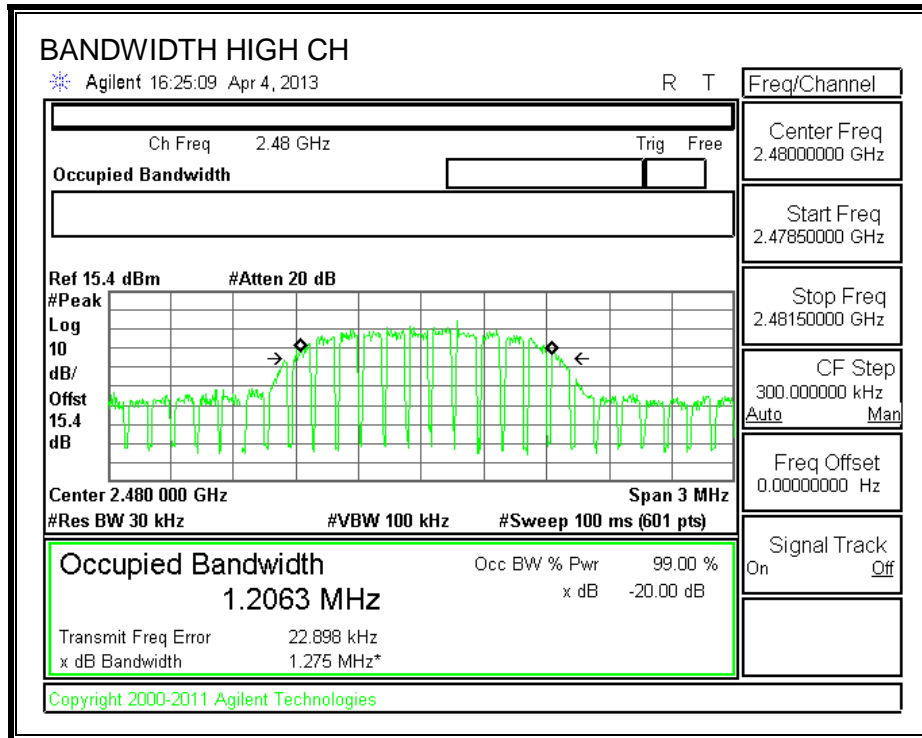 BANDWIDTH HIGH CH
Agilent 16:25:09 Apr 4, 2013 R T
Freq/Channel
Ch Freq 2.48 GHz Trig Free
Occupied Bandwidth
Center Freq
2.48000000 GHz
Start Freq
2.47850000 GHz
Stop Freq
2.48150000 GHz
CF Step
300.000000 kHz
Auto Man
Freq Offset
0.00000000 Hz
Signal Track
On Off
Ref 15.4 dBm #Atten 20 dB
#Peak
Log
10
dB/
Offst
15.4
dB
Center 2.480 000 GHz Span 3 MHz
#Res BW 30 kHz #VBW 100 kHz #Sweep 100 ms (601 pts)
Occupied Bandwidth Occ BW % Pwr 99.00 %
1.2063 MHz x dB -20.00 dB
Transmit Freq Error 22.898 kHz
x dB Bandwidth 1.275 MHz*
Copyright 2000-2011 Agilent Technologies